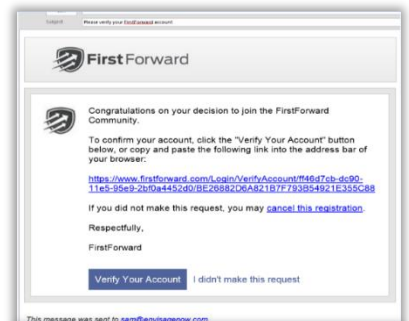 Subject: Please verify your FirstForward account
FirstForward
Congratulations on your decision to join the FirstForward
Community.
To confirm your account, click the "Verify Your Account" button
below, or copy and paste the following link into the address bar of
your browser:
https://www.firstforward.com/Login/VerifyAccount/ff46d7cb-dc90-
11e5-95e9-2bf0a4452d0/BE26882D6A821B7F793B54921E355C88
If you did not make this request, you may cancel this registration.
Respectfully,
FirstForward
Verify Your Account I didn't make this request
This message was sent to sam@envisagenow.com